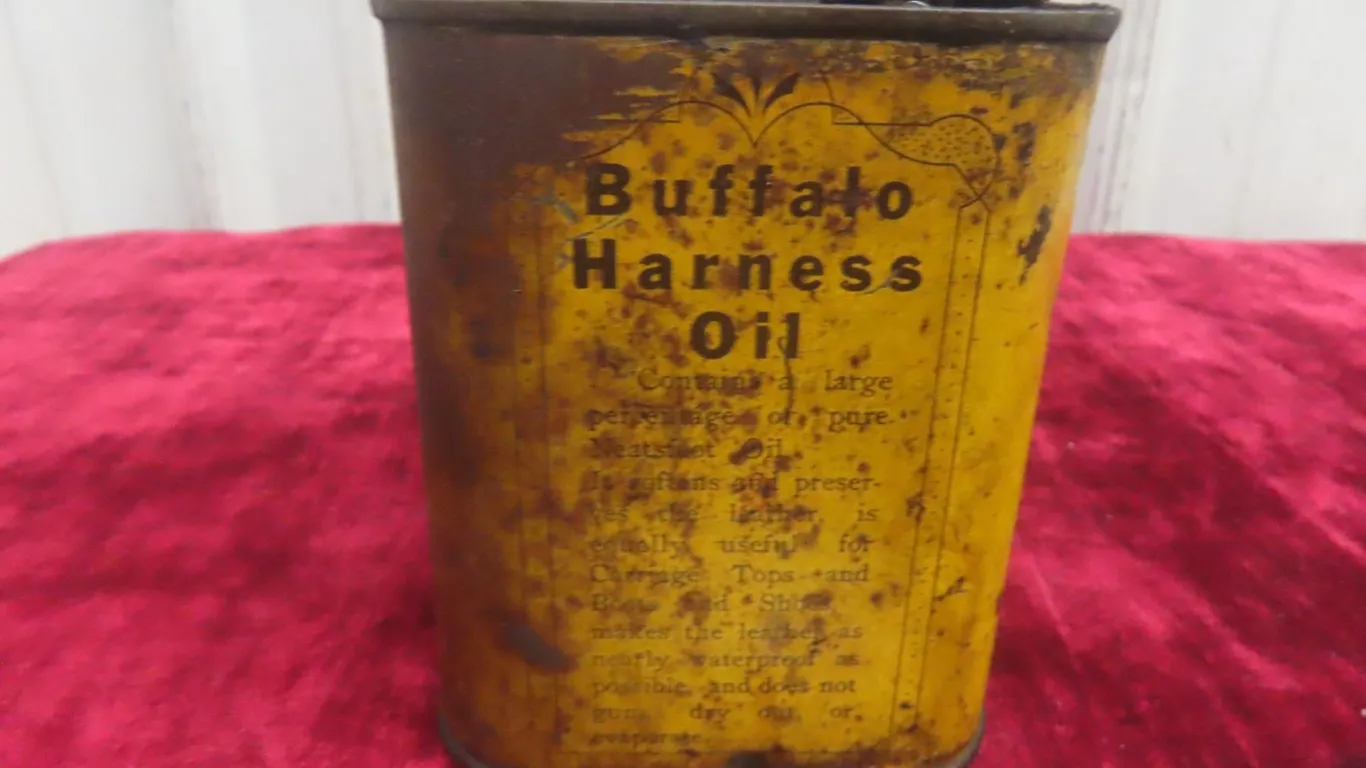 Buffalo
Harness
Oil
Contains a large
percentage of pure
Neatsfoot Oil.
It softens and preser-
ves the leather, is
equally useful for
Carriage Tops and
Boots and Shoes
makes the leather as
nearly waterproof as
possible, and does not
gum, dry out or
evaporate.